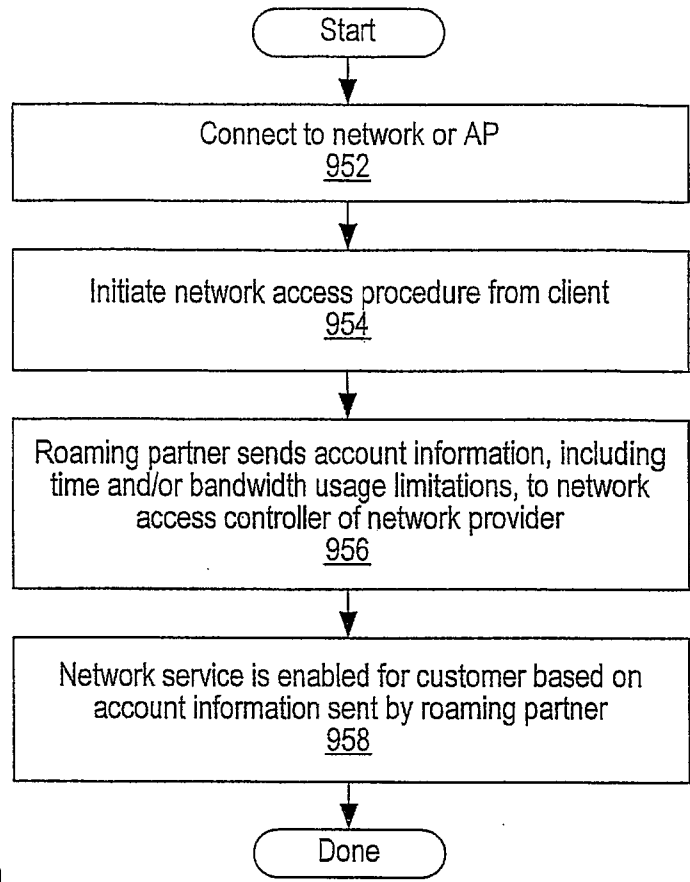 Start
Connect to network or AP
952
Initiate network access procedure from client
954
Roaming partner sends account information, including
time and/or bandwidth usage limitations, to network
access controller of network provider
956
Network service is enabled for customer based on
account information sent by roaming partner
958
Done